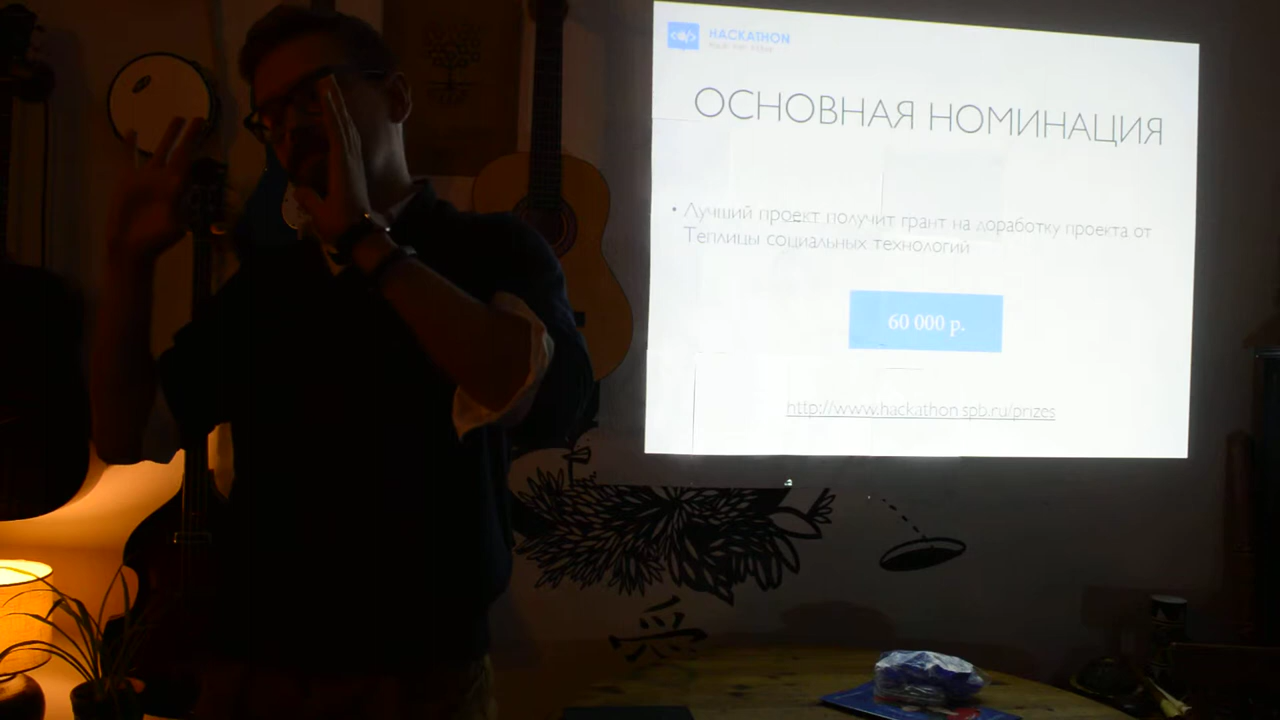 HACKATHON
ОСНОВНАЯ НОМИНАЦИЯ
• Лучший проект получит грант на доработку проекта от
Теплицы социальных технологий
60 000 р.
http://www.hackathon.spb.ru/prizes